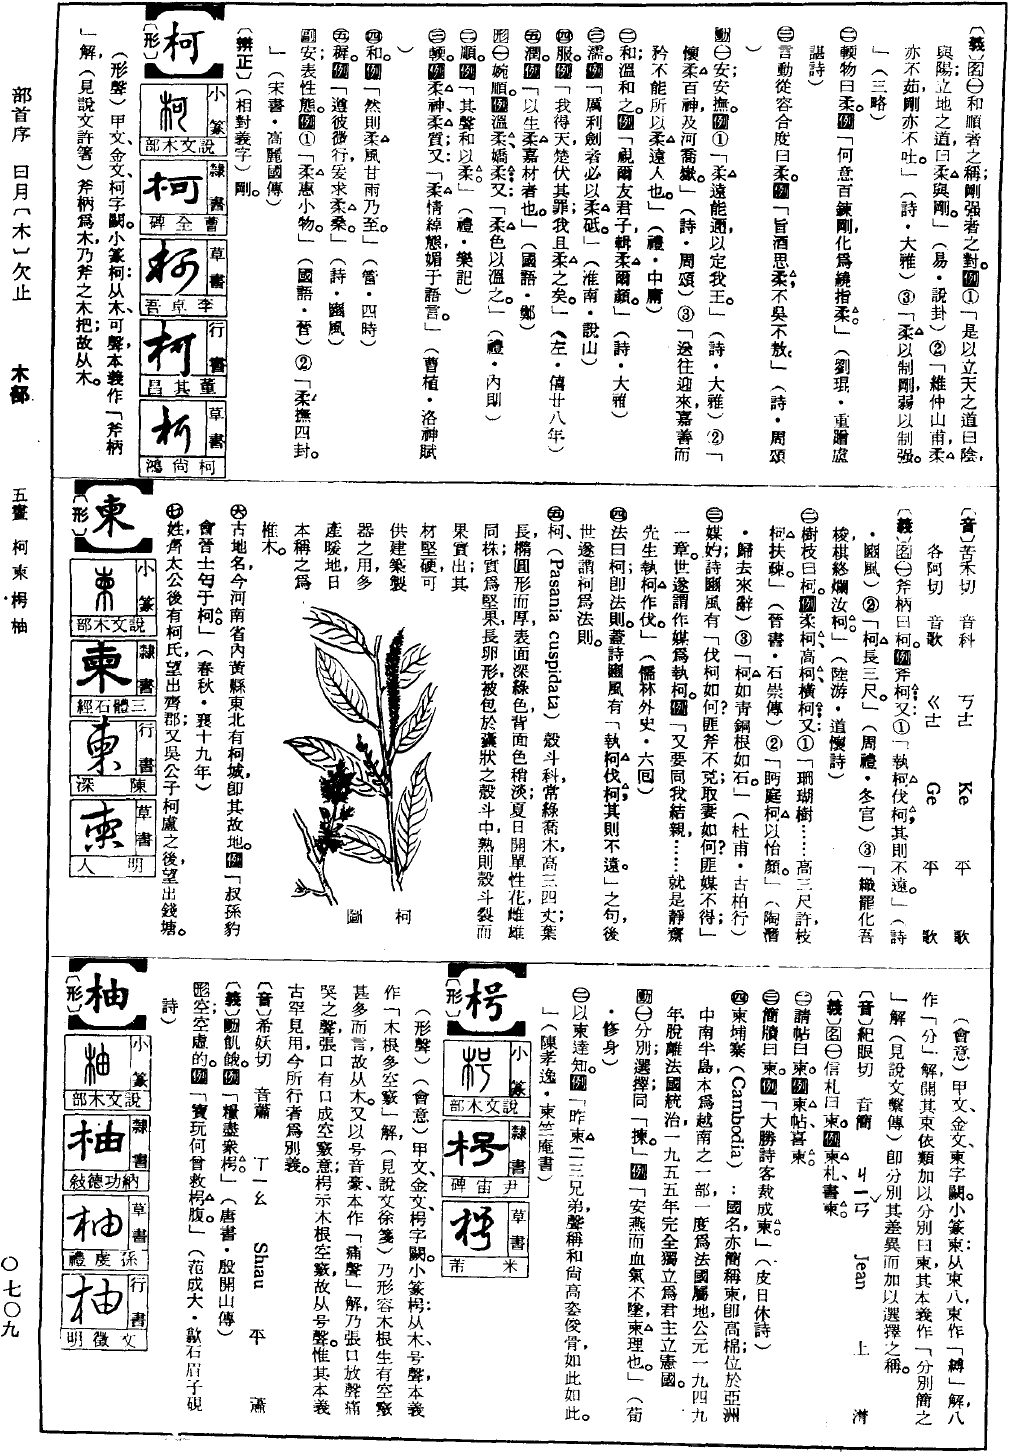 部首序　曰月〔木〕欠止　木部　五畫　柯柬枵柚　〇七〇九
〔義〕名㊀和順者之稱；剛强者之對。例①「是以立天之道曰陰
與陽；立地之道曰柔與剛。」（易・說卦）②「維仲山甫，柔
亦不茹，剛亦不吐。」（詩・大雅）③「柔以制剛，弱以制强。
」（三略）
㊁輭物曰柔。例「何意百鍊剛，化爲繞指柔。」（劉琨・重贈盧
諶詩）
㊂言動從容合度曰柔。例「旨酒思柔，不吳不敖。」（詩・周頌
）
動㊀安；安撫。例①「柔遠能邇，以定我王。」（詩・大雅）②「
懷柔百神，及河喬嶽。」（詩・周頌）③「送往迎來，嘉善而
矜不能，所以柔遠人也。」（禮・中庸）
㊁和；溫和之。例「視爾友君子，輯柔爾顏。」（詩・大雅）
㊂濡。例「厲利劍者必以柔砥。」（淮南・說山）
㊃服。例「我得天，楚伏其罪，我且柔之矣。」（左・僖廿八年）
㊄潤。例「以生柔嘉材者也。」（國語・鄭）
形㊀婉順。例溫柔、嬌柔。又：「柔色以溫之。」（禮・內則）
㊁順。例「其聲和以柔。」（禮・樂記）
㊂輭。例柔神、柔質。又：「柔情綽態，媚于語言。」（曹植・洛神賦
）
㊃和。例「然則柔風甘雨乃至。」（管・四時）
㊄稺。例「遵彼微行，爰求柔桑。」（詩・豳風）
副安；表性態。例①「柔惠小物。」（國語・晉）②「柔撫四封。
」（宋書・高麗國傳）
〔辨正〕（相對義字）剛。
柯
〔形〕
小篆　說文木部
隸書　曹全碑
草書　李卓吾
行書　董其昌
草書　柯尙鴻
（形聲）甲文、金文柯字闕。小篆柯：从木、可聲，本義作「斧柄
」解（見說文許箸）斧柄爲木，乃斧之木把；故从木。
〔音〕苦禾切　音科　ㄎㄜ　Ke　平　歌
各阿切　音歌　ㄍㄜ　Ge　平　歌
〔義〕名㊀斧柄曰柯。例斧柯。又：①「執柯伐柯，其則不遠。」（詩
・豳風）②「柯長三尺。」（周禮・冬官）③「織罷化吾
梭，棋終爛汝柯。」（陸游・道懷詩）
㊁樹枝曰柯。例柔柯、高柯、橫柯。又：①「珊瑚樹……高三尺許，枝
柯扶疎。」（晉書・石崇傳）②「眄庭柯以怡顏。」（陶潛
・歸去來辭）③「柯如青銅根如石。」（杜甫・古柏行）
㊂媒妁；詩豳風有「伐柯如何？匪斧不克；取妻如何？匪媒不得；」
一章。世遂謂作媒爲執柯。例「又要同我結親，……就是靜齋
先生執柯作伐。」（儒林外史・六回）
㊃法曰柯，卽法則。蓋詩豳風有「執柯伐柯，其則不遠。」之句，後
世遂謂柯爲法則。
㊄柯，（Pasania cuspidata）殼斗科，常綠喬木，高三四丈；葉
長橢圓形而厚，表面深綠色，背面色稍淡；夏日開單性花，雌雄
同株；實爲堅果，長卵形，被包於囊狀之殼斗中，熟則殼斗裂而
果實出；其
材堅硬，可
供建築製
器之用；多
產暖地，日
本稱之爲
椎木。
柯圖
㊅古地名，今河南省內黃縣東北有柯城，卽其故地。例「叔孫豹
會晉士匄于柯。」（春秋・襄十九年）
㊆姓，齊太公後有柯氏，望出齊郡；又吳公子柯盧之後，望出錢塘。
柬
〔形〕
小篆　說文木部
隸書　三體石經
行書　陳深
草書　明人
（會意）甲文、金文柬字闕。小篆柬：从束八，束作「縛」解，八
作「分」解，開其束依類加以分別曰柬，其本義作「分別簡之
」解（見說文繫傳）卽分別其差異而加以選擇之稱。
〔音〕紀眼切　音簡　ㄐㄧㄢˇ　Jean　上　潸
〔義〕名㊀信札曰柬。例柬札、書柬。
㊁請帖曰柬。例柬帖、喜柬。
㊂簡牘曰柬。例「大勝詩客裁成柬。」（皮日休詩）
㊃柬埔寨（Cambodia）：國名，亦簡稱柬，卽高棉；位於亞洲
中南半島，本爲越南之一部，一度爲法國屬地，公元一九四九
年脫離法國統治，一九五五年完全獨立，爲君主立憲國。
動㊀分別；選擇；同「揀。」例「安燕而血氣不墮，柬理也。」（荀
・修身）
㊁以柬達知。例「昨柬二三兄弟，聲稱和尙高姿俊骨，如此如此。
」（陳孝逸・柬竺庵書）
枵
〔形〕
小篆　說文木部
隸書　尹宙碑
草書　米芾
（形聲）（會意）甲文、金文枵字闕。小篆枵：从木、号聲，本義
作「木根多空竅」解（見說文徐箋）乃形容木根生有空竅
甚多而言，故从木。又以号音豪，本作「痛聲」解，乃張口放聲痛
哭之聲，張口有口成空竅意，枵示木根空竅，故从号聲。惟其本義
古罕見用，今所行者爲別義。
〔音〕希妖切　音蕭　ㄒㄧㄠ　Shiau　平　蕭
〔義〕動飢餓。例「糧盡衆枵。」（唐書・殷開山傳）
形空；空虛的。例「寶玩何曾救枵腹。」（范成大・歙石眉子硯
詩）
柚
〔形〕
小篆　說文木部
隸書　納功德敍
草書　孫虔禮
行書　文徵明